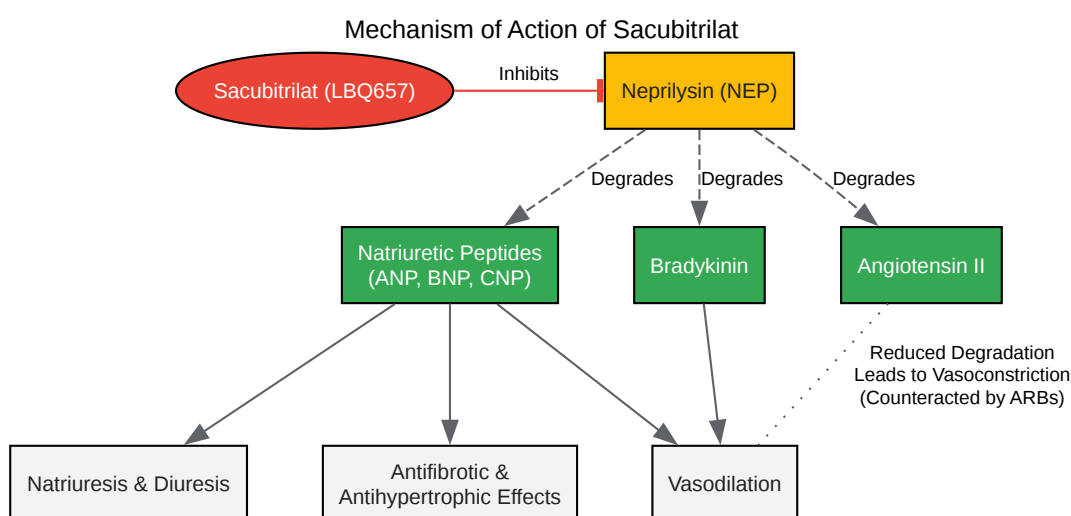 Mechanism of Action of Sacubitrilat
Sacubitrilat (LBQ657)
Inhibits
Neprilysin (NEP)
Degrades
Degrades
Degrades
Natriuretic Peptides
(ANP, BNP, CNP)
Bradykinin
Angiotensin II
Reduced Degradation
Leads to Vasoconstriction
(Counteracted by ARBs)
Natriuresis & Diuresis
Antifibrotic &
Antihypertrophic Effects
Vasodilation